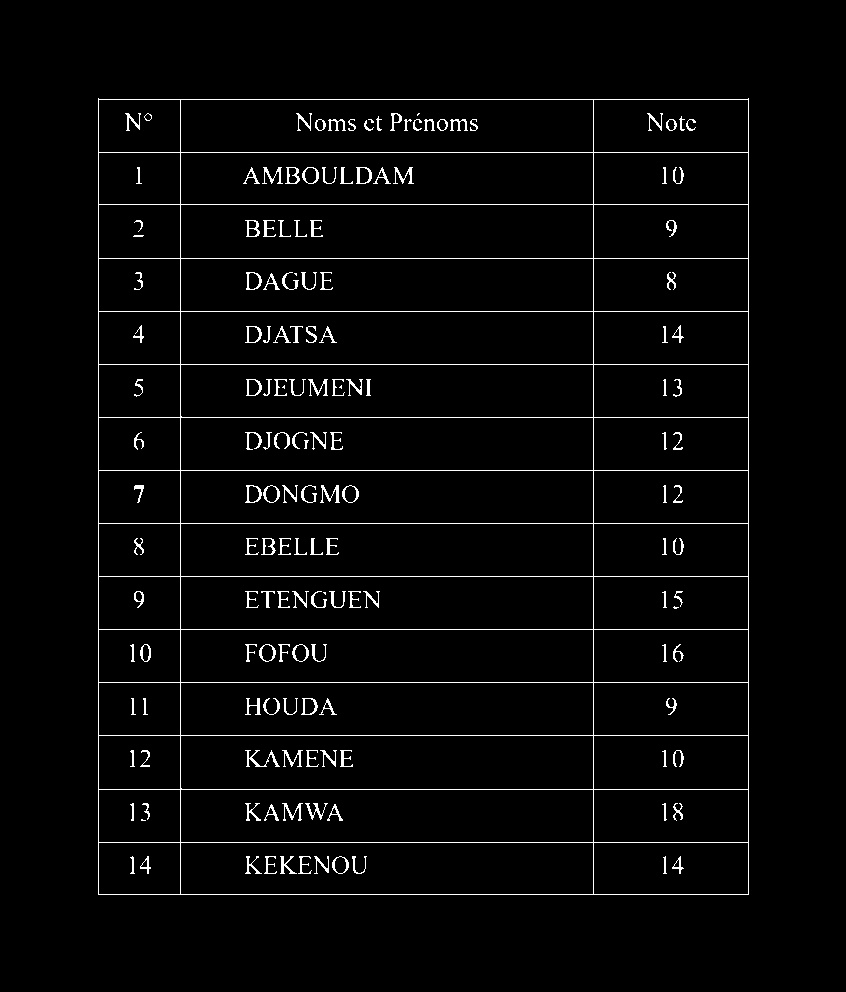 N° Noms et Prénoms Note
1 AMBOULDAM 10
2 BELLE 9
3 DAGUE 8
4 DJATSA 14
5 DJEUMENI 13
6 DJOGNE 12
7 DONGMO 12
8 EBELLE 10
9 ETENGUEN 15
10 FOFOU 16
11 HOUDA 9
12 KAMENE 10
13 KAMWA 18
14 KEKENOU 14